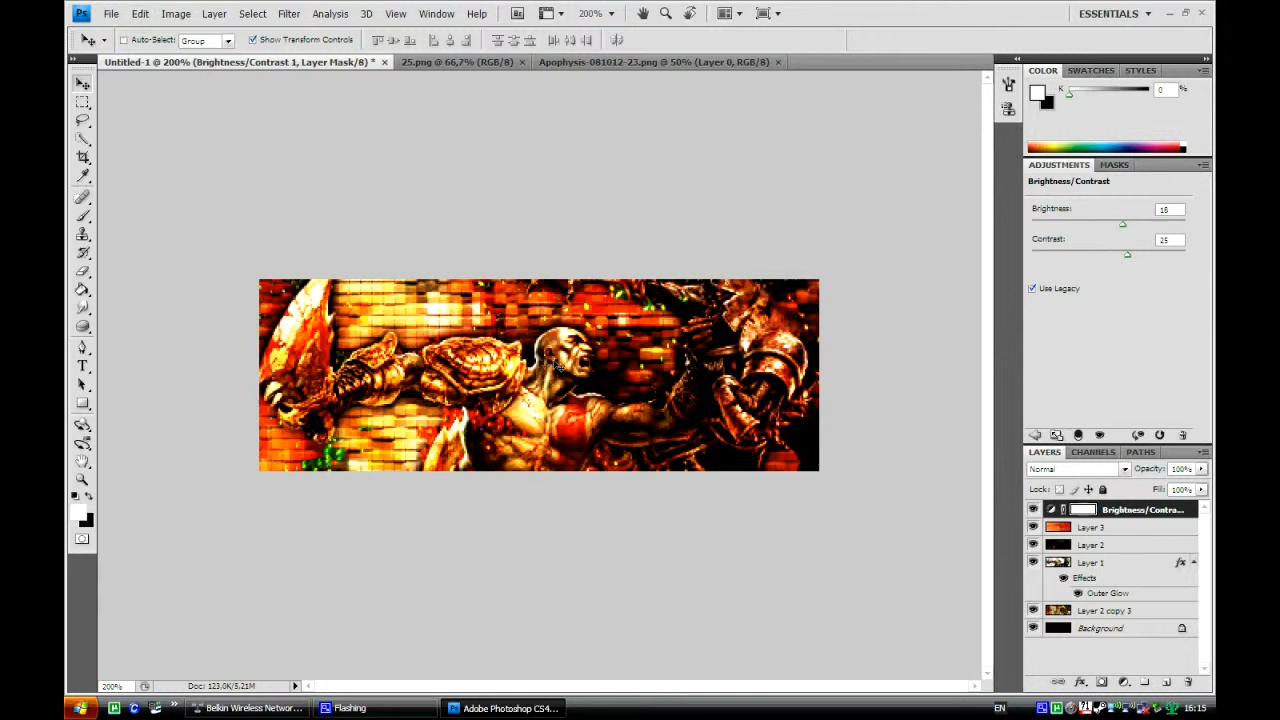 Ps File Edit Image Layer Select Filter Analysis 3D View Window Help Br 200% ESSENTIALS
Auto-Select: Group Show Transform Controls
Untitled-1 @ 200% (Brightness/Contrast 1, Layer Mask/8) * 25.png @ 66,7% (RGB/8) Apophysis-081012-23.png @ 50% (Layer 0, RGB/8)
COLOR SWATCHES STYLES
K 0 %
ADJUSTMENTS MASKS
Brightness/Contrast
Brightness: 18
Contrast: 25
Use Legacy
LAYERS CHANNELS PATHS
Normal Opacity: 100%
Lock: Fill: 100%
Brightness/Contra...
Layer 3
Layer 2
Layer 1 fx
Effects
Outer Glow
Layer 2 copy 3
Background
200% Doc: 123,0K/5,21M
Belkin Wireless Networ... Flashing Ps Adobe Photoshop CS4... EN 71 16:15